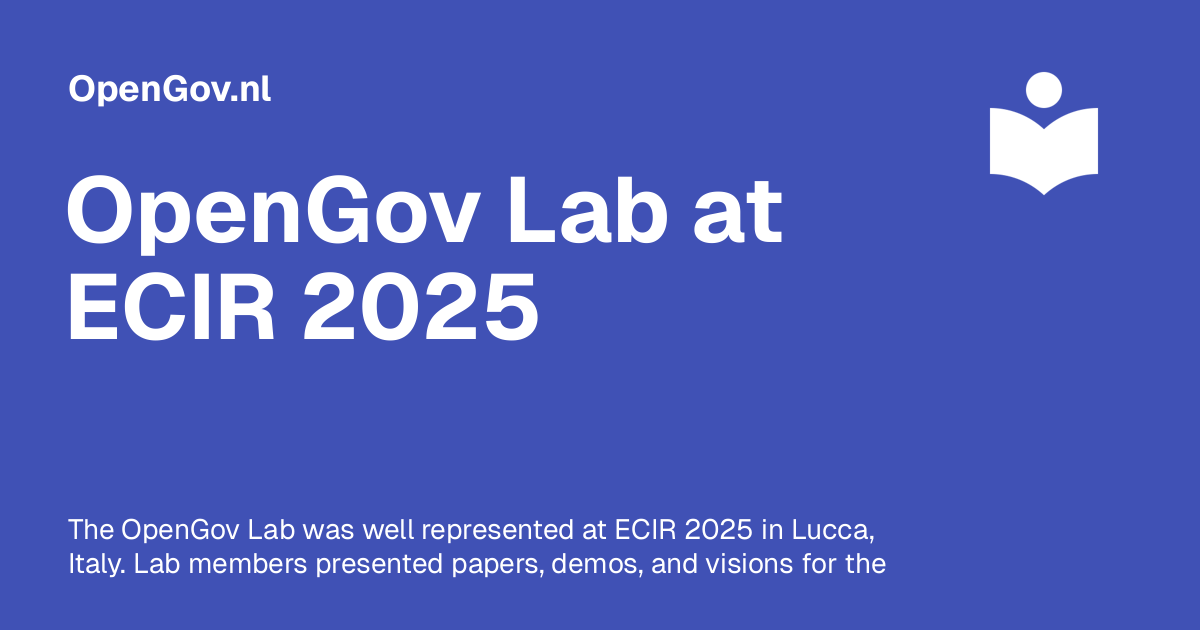 OpenGov.nl
OpenGov Lab at
ECIR 2025
The OpenGov Lab was well represented at ECIR 2025 in Lucca,
Italy. Lab members presented papers, demos, and visions for the